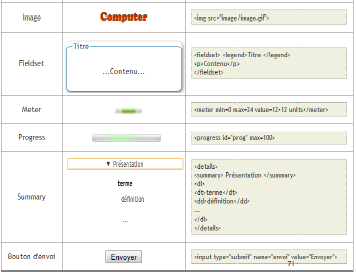 Image
Computer
<img src="image/image.gif">
Fieldset
Titre
...Contenu...
<fieldset> <legend>Titre </legend>
<p>Contenu</p>
</fieldset>
Meter
<meter min=0 max=24 value=12>12 units</meter>
Progress
<progress id="prog" max=100>
Summary
▼ Présentation
terme
définition
...
<details>
<summary> Présentation </summary>
<dl>
<dt>terme</dt>
<dd>définition</dd>
...
</dl>
</details>
Bouton d'envoi
Envoyer
<input type="submit" name="envoi" value="Envoyer">
71